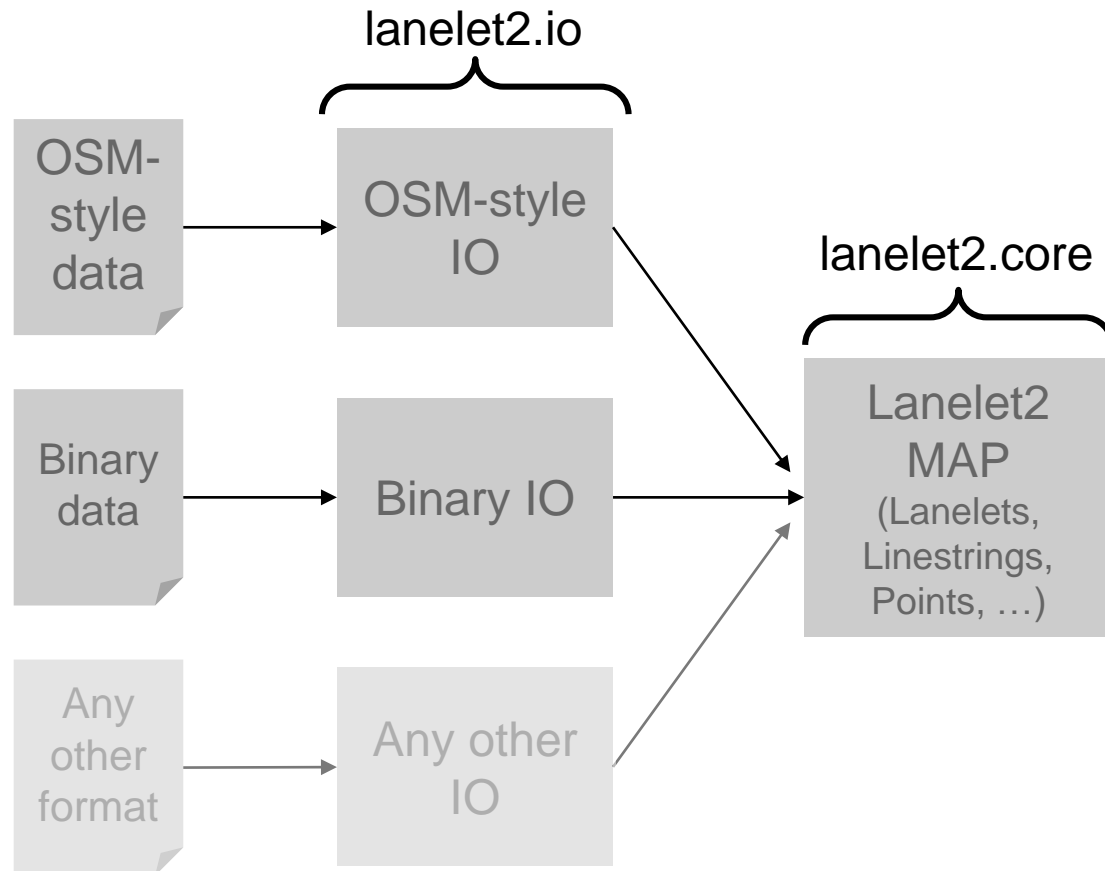 lanelet2.io
OSM-
style
data
OSM-style
IO
lanelet2.core
Binary
data
Binary IO
Lanelet2
MAP
(Lanelets,
Linestrings,
Points, …)
Any
other
format
Any other
IO